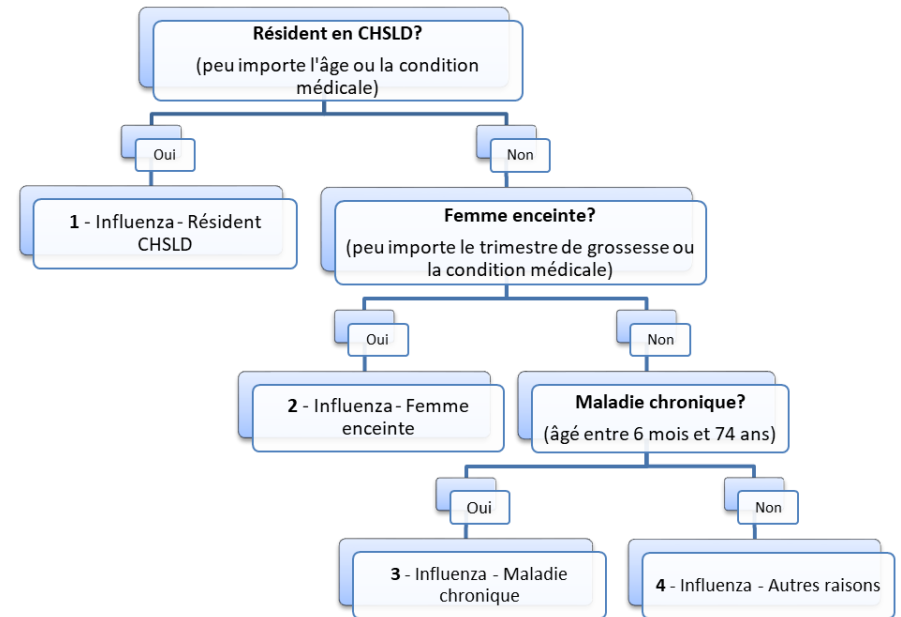 Résident en CHSLD?
(peu importe l'âge ou la condition
médicale)
Oui
Non
1 - Influenza - Résident
CHSLD
Femme enceinte?
(peu importe le trimestre de grossesse ou
la condition médicale)
Oui
Non
2 - Influenza - Femme
enceinte
Maladie chronique?
(âgé entre 6 mois et 74 ans)
Oui
Non
3 - Influenza - Maladie
chronique
4 - Influenza - Autres raisons